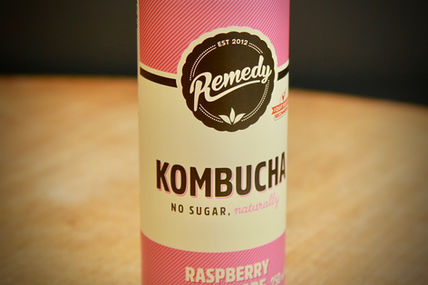 EST 2012
Remedy
KOMBUCHA
NO SUGAR, naturally
RASPBERRY